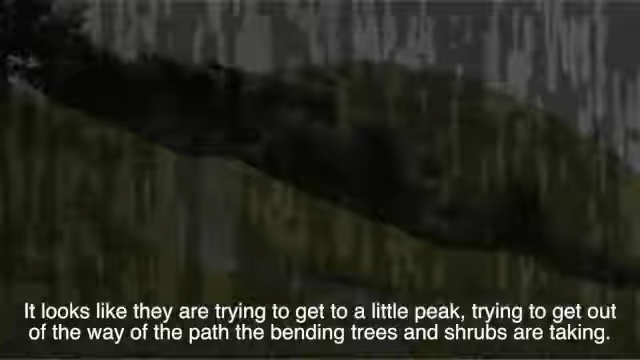 It looks like they are trying to get to a little peak, trying to get out
of the way of the path the bending trees and shrubs are taking.